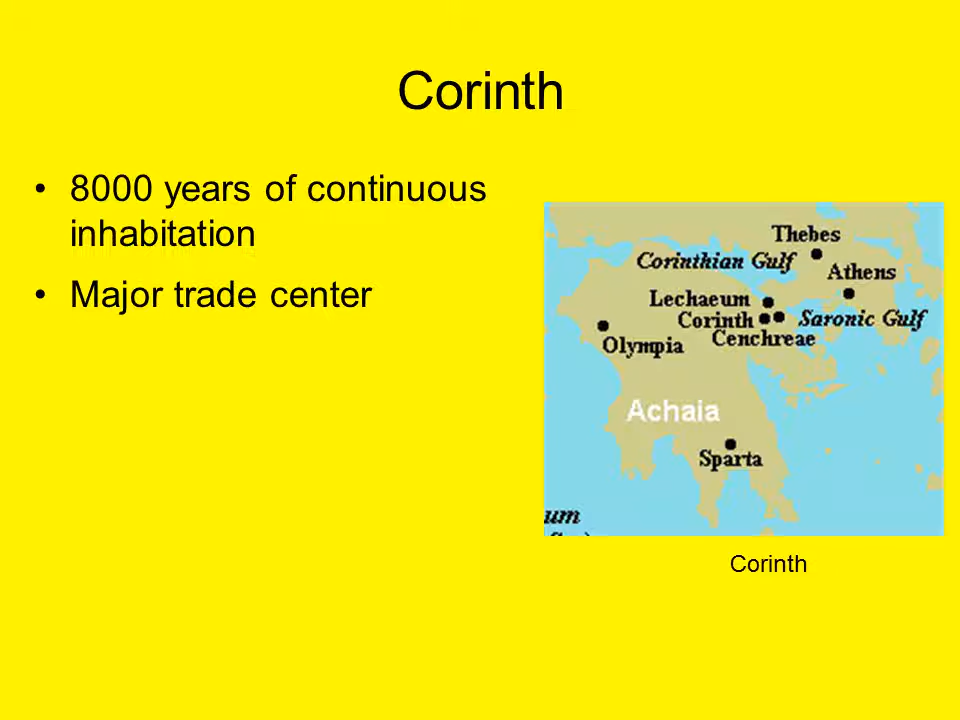 Corinth
• 8000 years of continuous
inhabitation
• Major trade center
Thebes
Corinthian Gulf
Athens
Lechaeum
Corinth
Saronic Gulf
Cenchreae
Olympia
Achaia
Sparta
um
Corinth